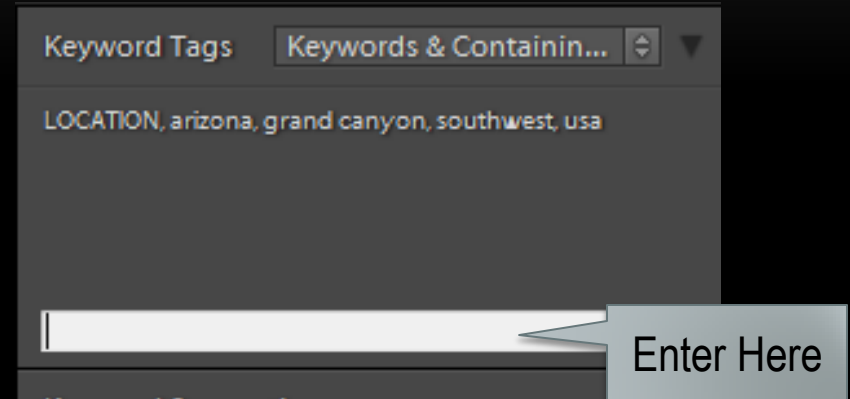 Keyword Tags Keywords & Containin...
LOCATION, arizona, grand canyon, southwest, usa
Enter Here